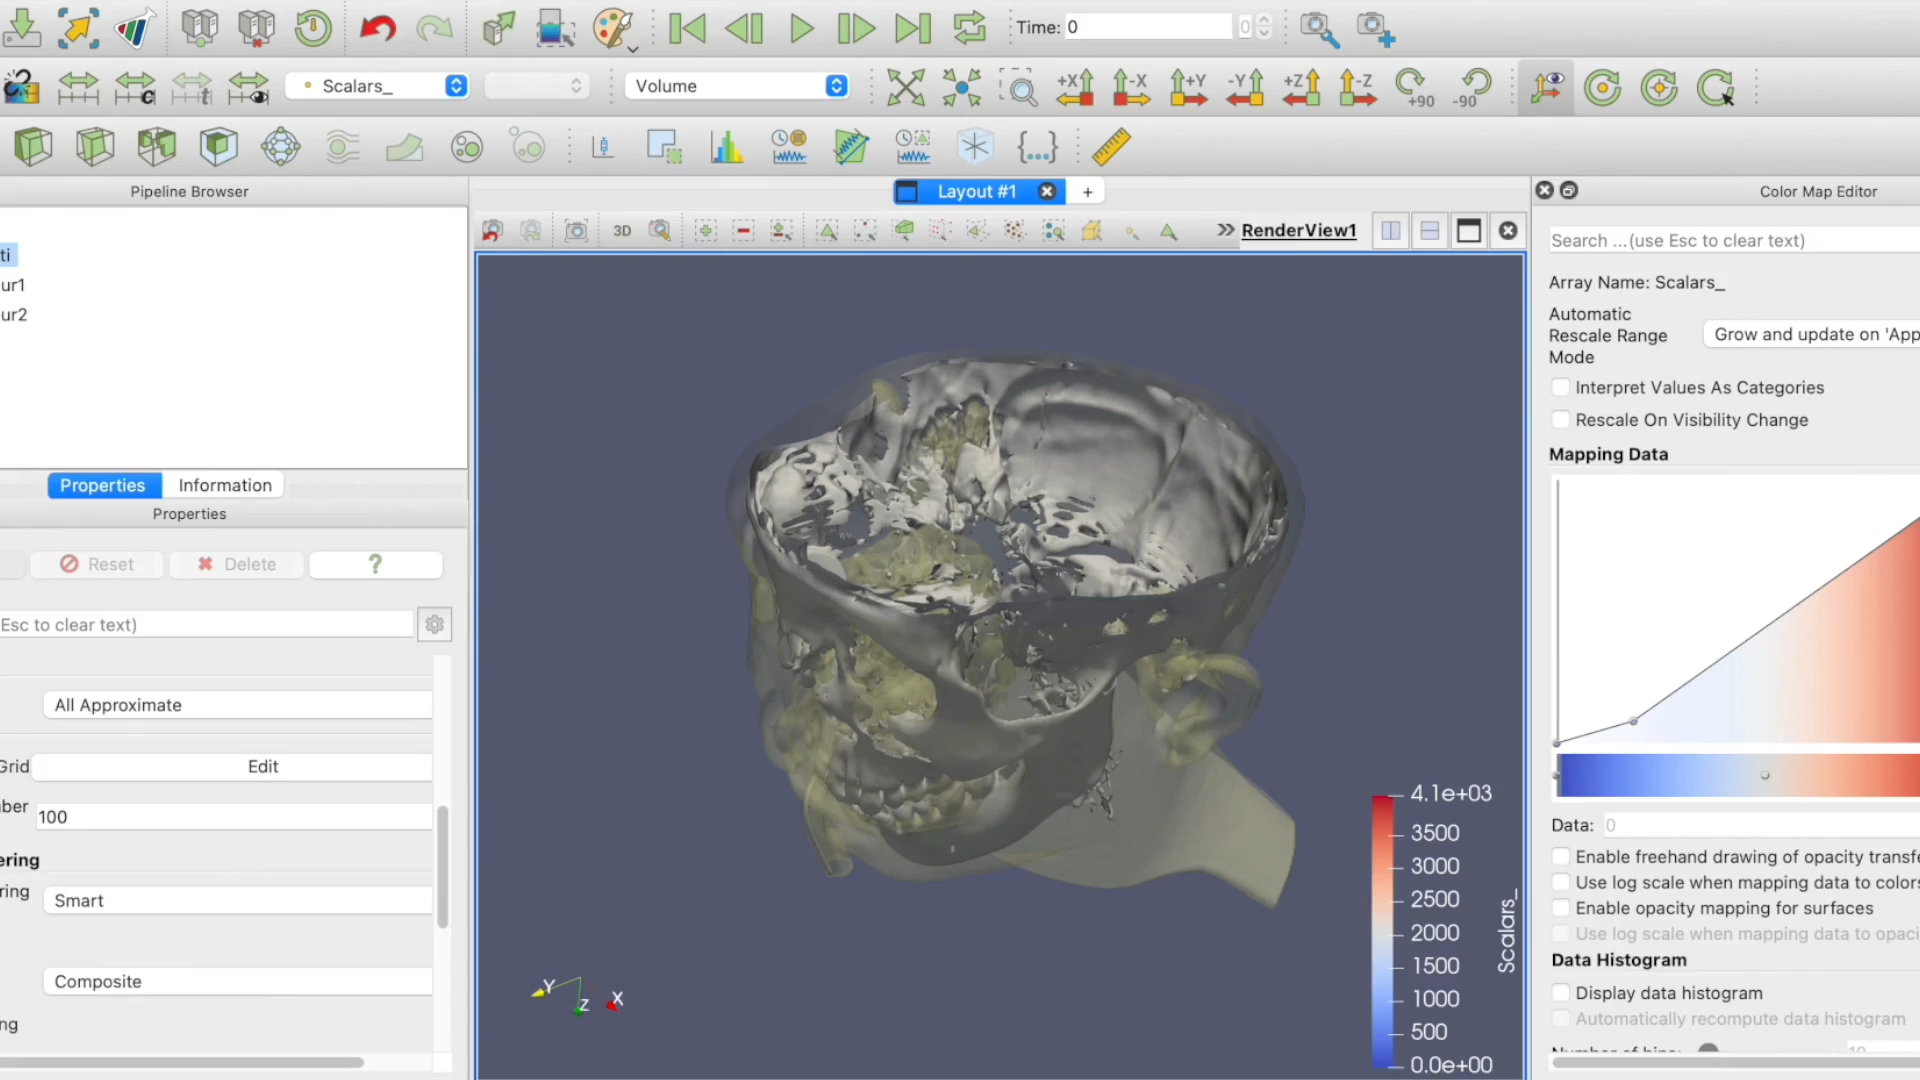 Time: 0
0
Scalars_
Volume
+X
-X
+Y
-Y
+Z
-Z
+90
-90
Pipeline Browser
Layout #1
+
Color Map Editor
3D
RenderView1
Search ...(use Esc to clear text)
ti
ur1
ur2
Array Name: Scalars_
Automatic
Rescale Range
Mode
Grow and update on 'App
Interpret Values As Categories
Rescale On Visibility Change
Mapping Data
Properties
Information
Properties
Reset
Delete
?
Esc to clear text)
All Approximate
Grid
Edit
ber
100
ering
ring
Smart
Composite
ng
Y
Z
X
4.1e+03
3500
3000
2500
2000
1500
1000
500
0.0e+00
Scalars_
Data: 0
Enable freehand drawing of opacity transfe
Use log scale when mapping data to colors
Enable opacity mapping for surfaces
Use log scale when mapping data to opaci
Data Histogram
Display data histogram
Automatically recompute data histogram
Number of bins:
10